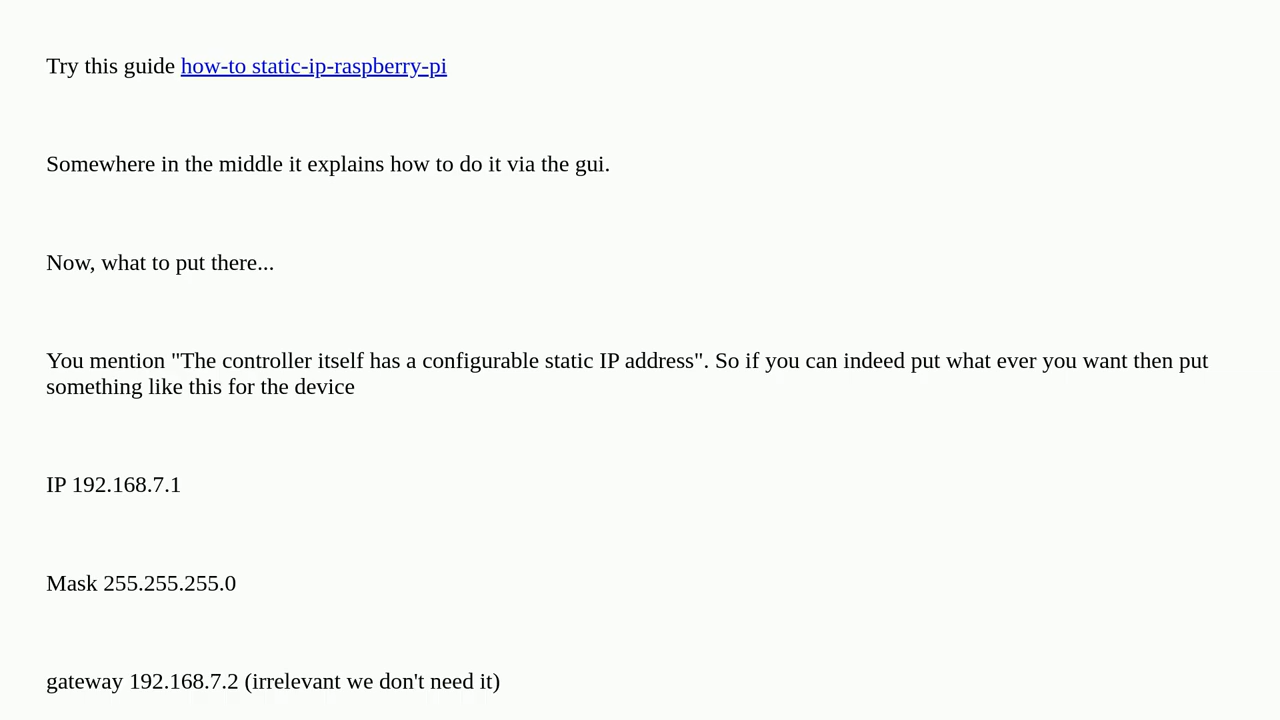 Try this guide how-to static-ip-raspberry-pi
Somewhere in the middle it explains how to do it via the gui.
Now, what to put there...
You mention "The controller itself has a configurable static IP address". So if you can indeed put what ever you want then put
something like this for the device
IP 192.168.7.1
Mask 255.255.255.0
gateway 192.168.7.2 (irrelevant we don't need it)